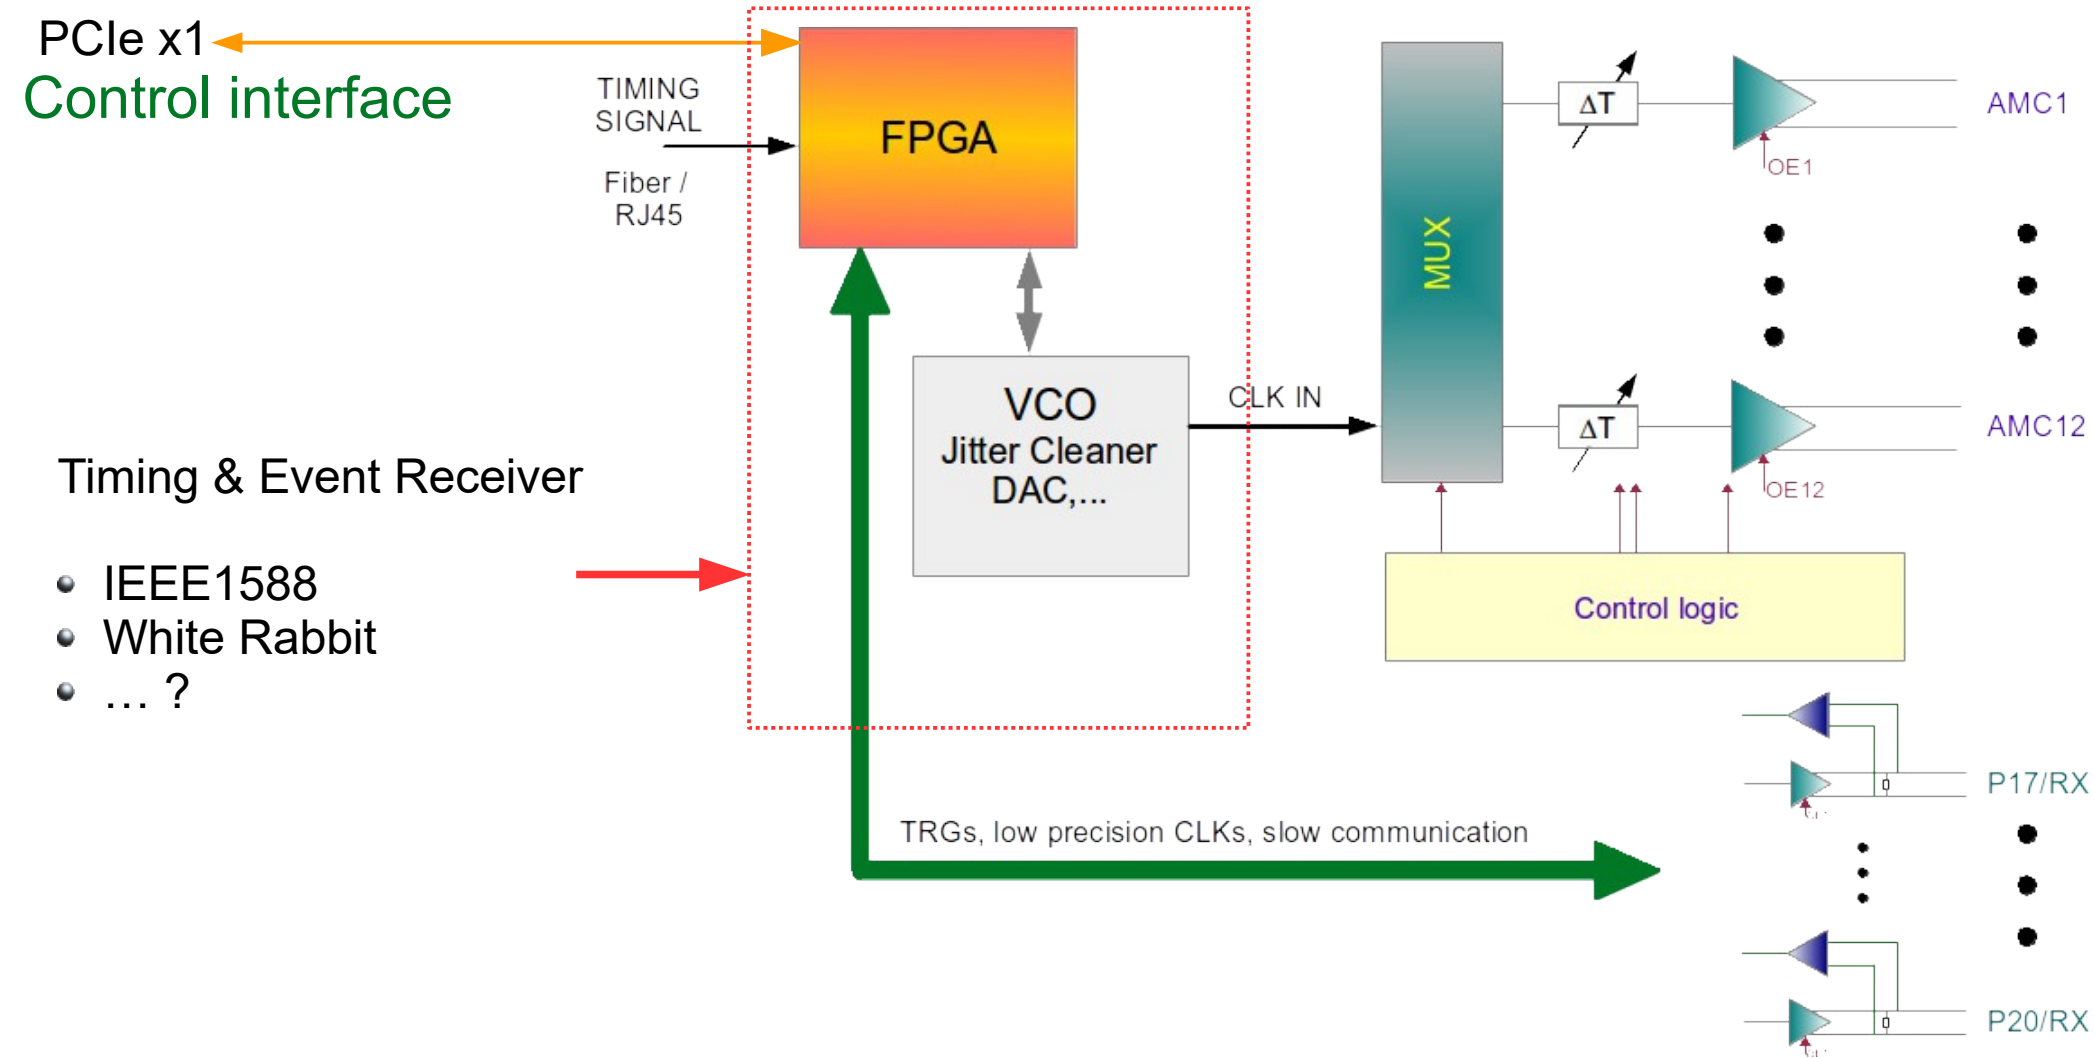 PCIe x1
Control interface
TIMING
SIGNAL
Fiber /
RJ45
FPGA
VCO
Jitter Cleaner
DAC,...
CLK IN
MUX
ΔT
AMC1
OE1
ΔT
AMC12
OE12
Control logic
Timing & Event Receiver
IEEE1588
White Rabbit
... ?
TRGs, low precision CLKs, slow communication
P17/RX
P20/RX